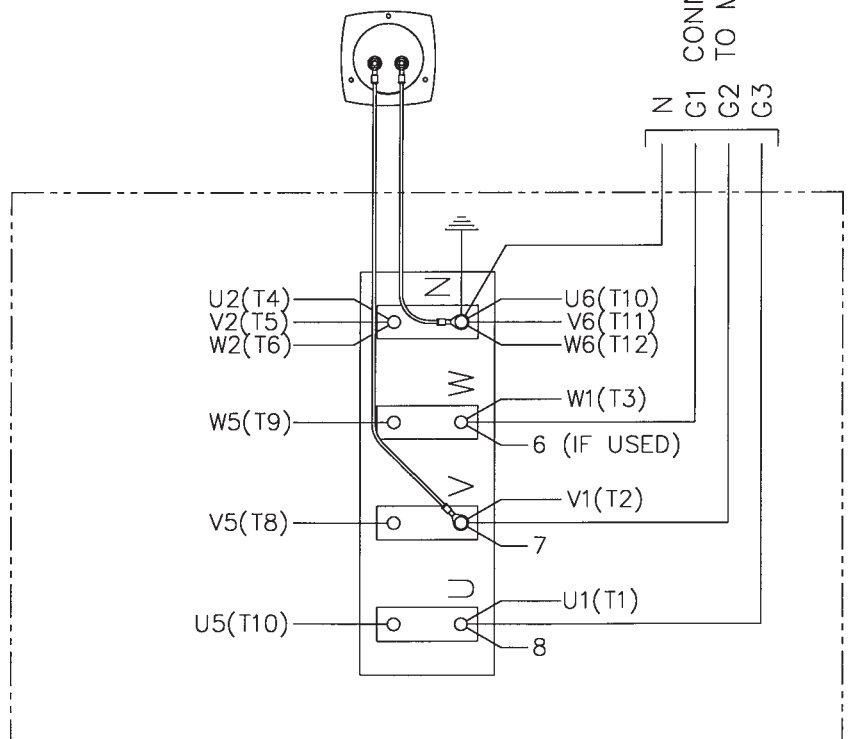 TO M
N
G1
G2
G3
N
U2(T4)
V2(T5)
W2(T6)
U6(T10)
V6(T11)
W6(T12)
W
W5(T9)
W1(T3)
6 (IF USED)
V
V5(T8)
V1(T2)
7
U
U5(T10)
U1(T1)
8